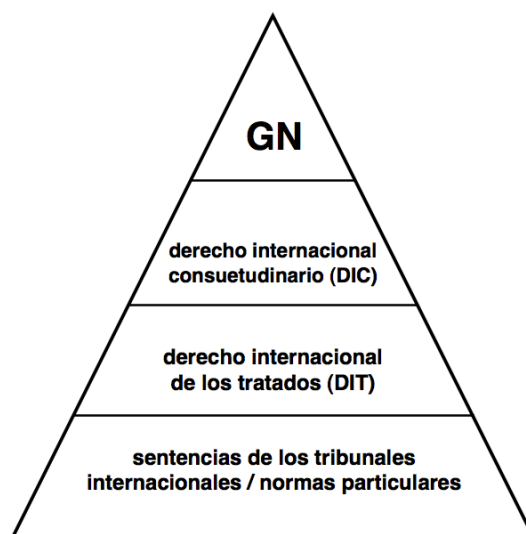 GN
derecho internacional
consuetudinario (DIC)
derecho internacional
de los tratados (DIT)
sentencias de los tribunales
internacionales / normas particulares